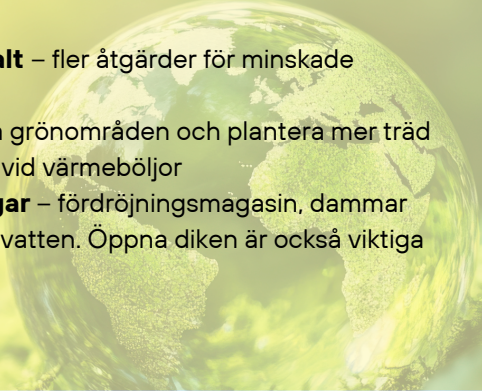 alt – fler åtgärder för minskade
grönområden och plantera mer träd
vid värmeböljor
gar – fördröjningsmagasin, dammar
vatten. Öppna diken är också viktiga